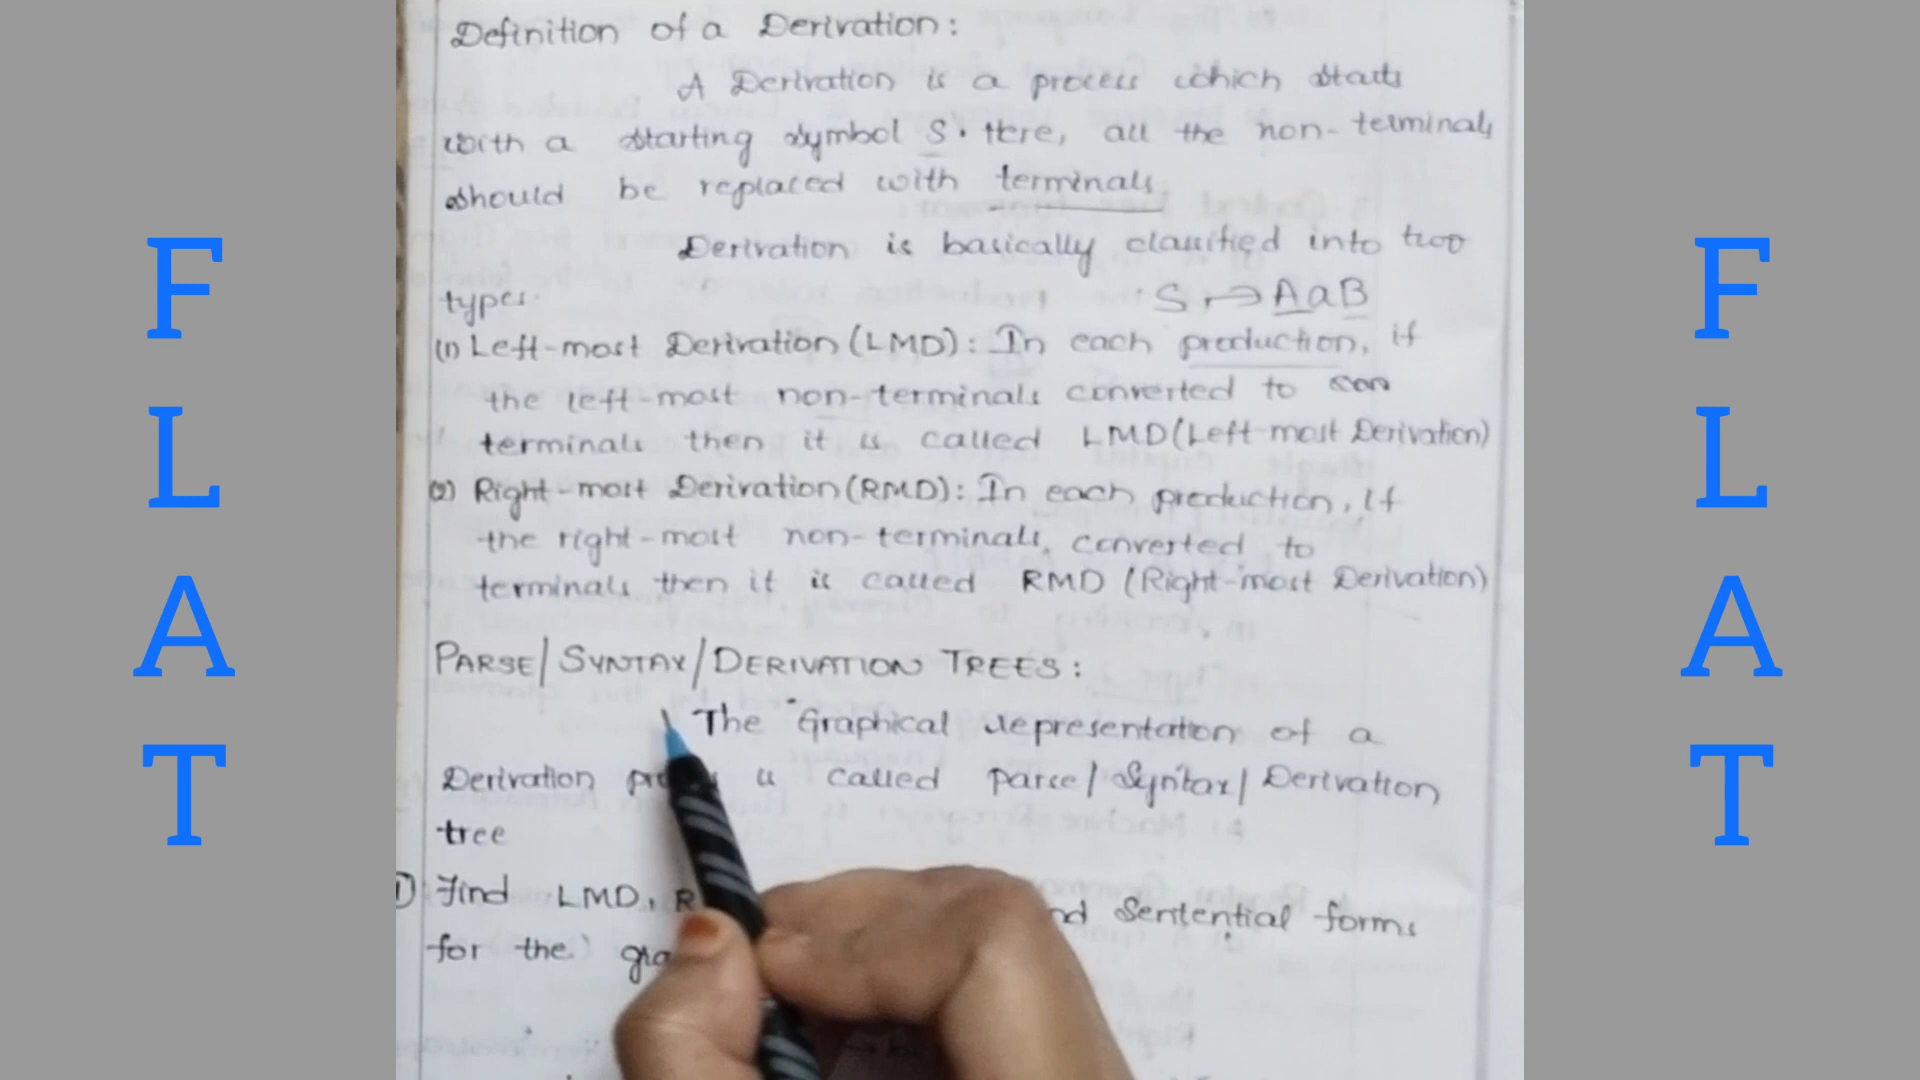 F
L
A
T
Definition of a Derivation:
A Derivation is a process which starts
with a starting symbol S. Here, all the non-terminals
should be replaced with terminals
Derivation is basically classified into two
types.
S → AaB
(1) Left-most Derivation (LMD): In each production, if
the left-most non-terminals converted to
terminals then it is called LMD (Left most Derivation)
(2) Right-most Derivation (RMD): In each production, if
the right-most non-terminals converted to
terminals then it is called RMD (Right-most Derivation)
PARSE/SYNTAX/DERIVATION TREES:
The Graphical representation of a
Derivation is called parse/Syntax/Derivation
tree
1) Find LMD, Sentential forms
for the
F
L
A
T